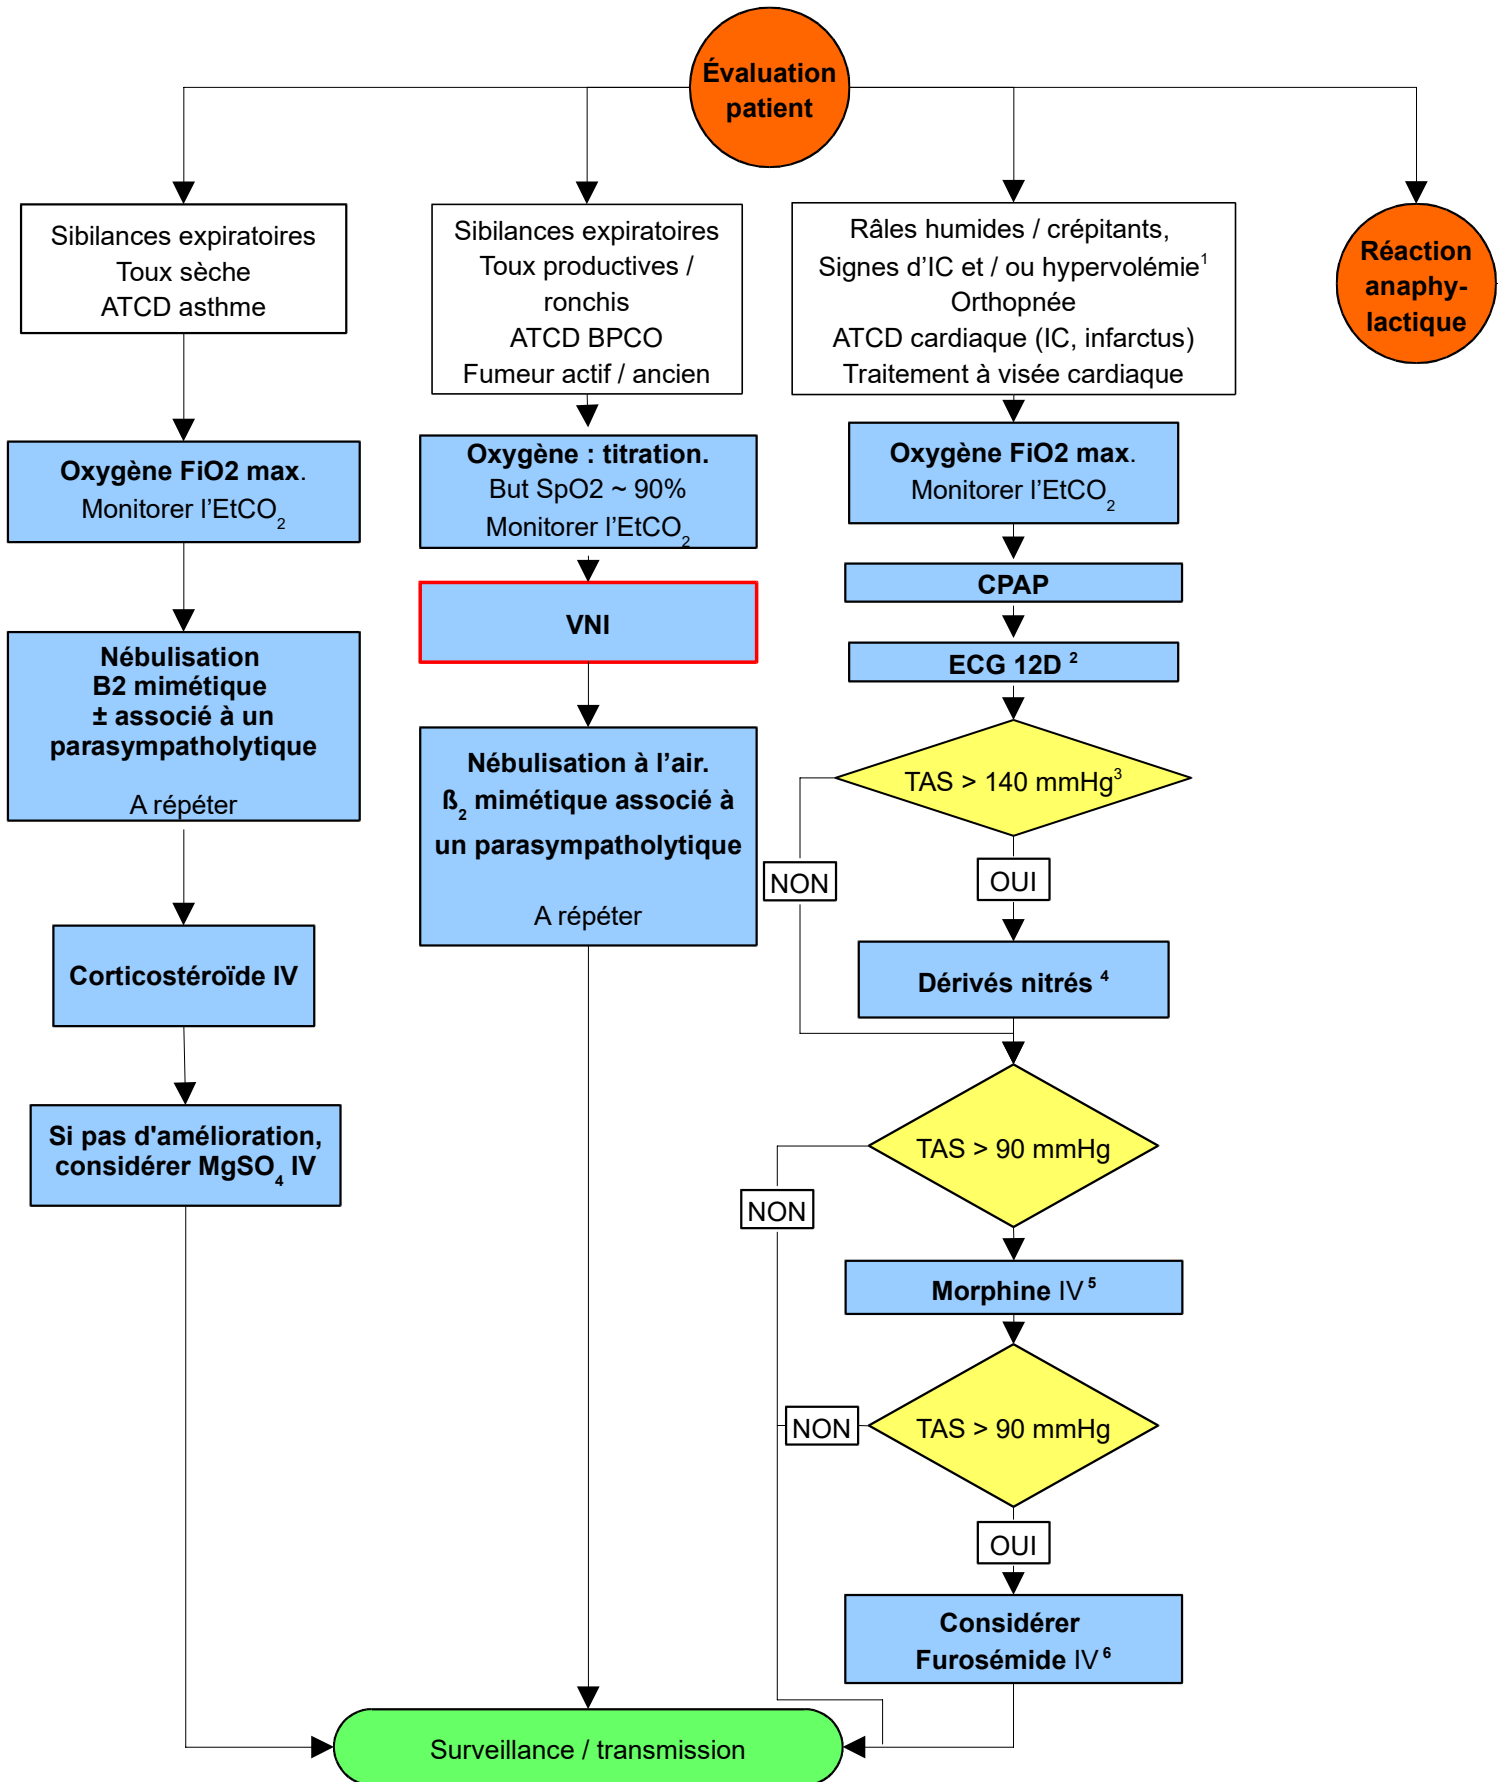 Évaluation
patient
Sibilances expiratoires
Toux sèche
ATCD asthme
Oxygène FiO2 max.
Monitorer l’EtCO₂
Nébulisation
B2 mimétique
± associé à un
parasympatholytique
A répéter
Corticostéroïde IV
Si pas d'amélioration,
considérer MgSO₄ IV
Sibilances expiratoires
Toux productives /
ronchis
ATCD BPCO
Fumeur actif / ancien
Oxygène : titration.
But SpO2 ~ 90%
Monitorer l’EtCO₂
VNI
Nébulisation à l’air.
ß₂ mimétique associé à
un parasympatholytique
A répéter
Râles humides / crépitants,
Signes d’IC et / ou hypervolémie¹
Orthopnée
ATCD cardiaque (IC, infarctus)
Traitement à visée cardiaque
Oxygène FiO2 max.
Monitorer l’EtCO₂
CPAP
ECG 12D ²
TAS > 140 mmHg³
NON
OUI
Dérivés nitrés ⁴
TAS > 90 mmHg
NON
Morphine IV ⁵
TAS > 90 mmHg
NON
OUI
Considérer
Furosémide IV ⁶
Réaction
anaphy-
lactique
Surveillance / transmission